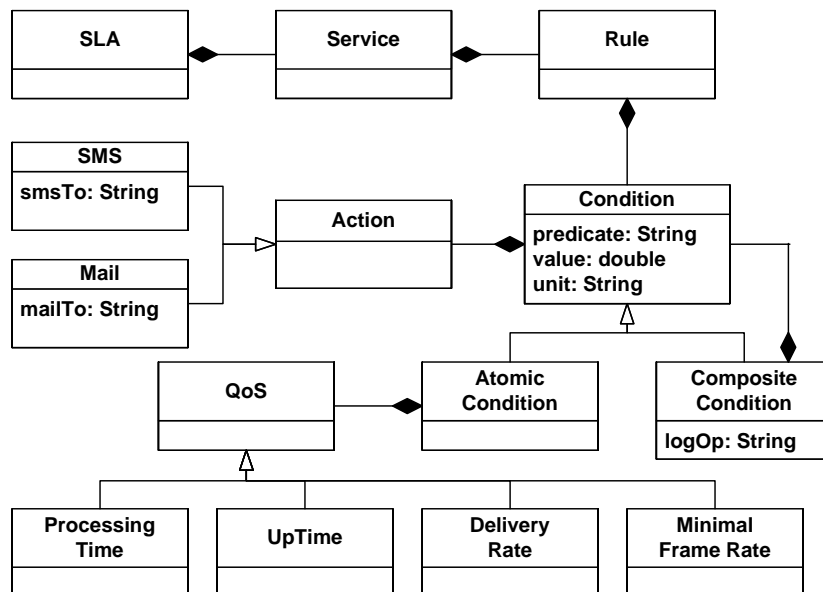 SLA
Service
Rule
SMS
smsTo: String
Action
Condition
predicate: String
value: double
unit: String
Mail
mailTo: String
QoS
Atomic
Condition
Composite
Condition
logOp: String
Processing
Time
UpTime
Delivery
Rate
Minimal
Frame Rate